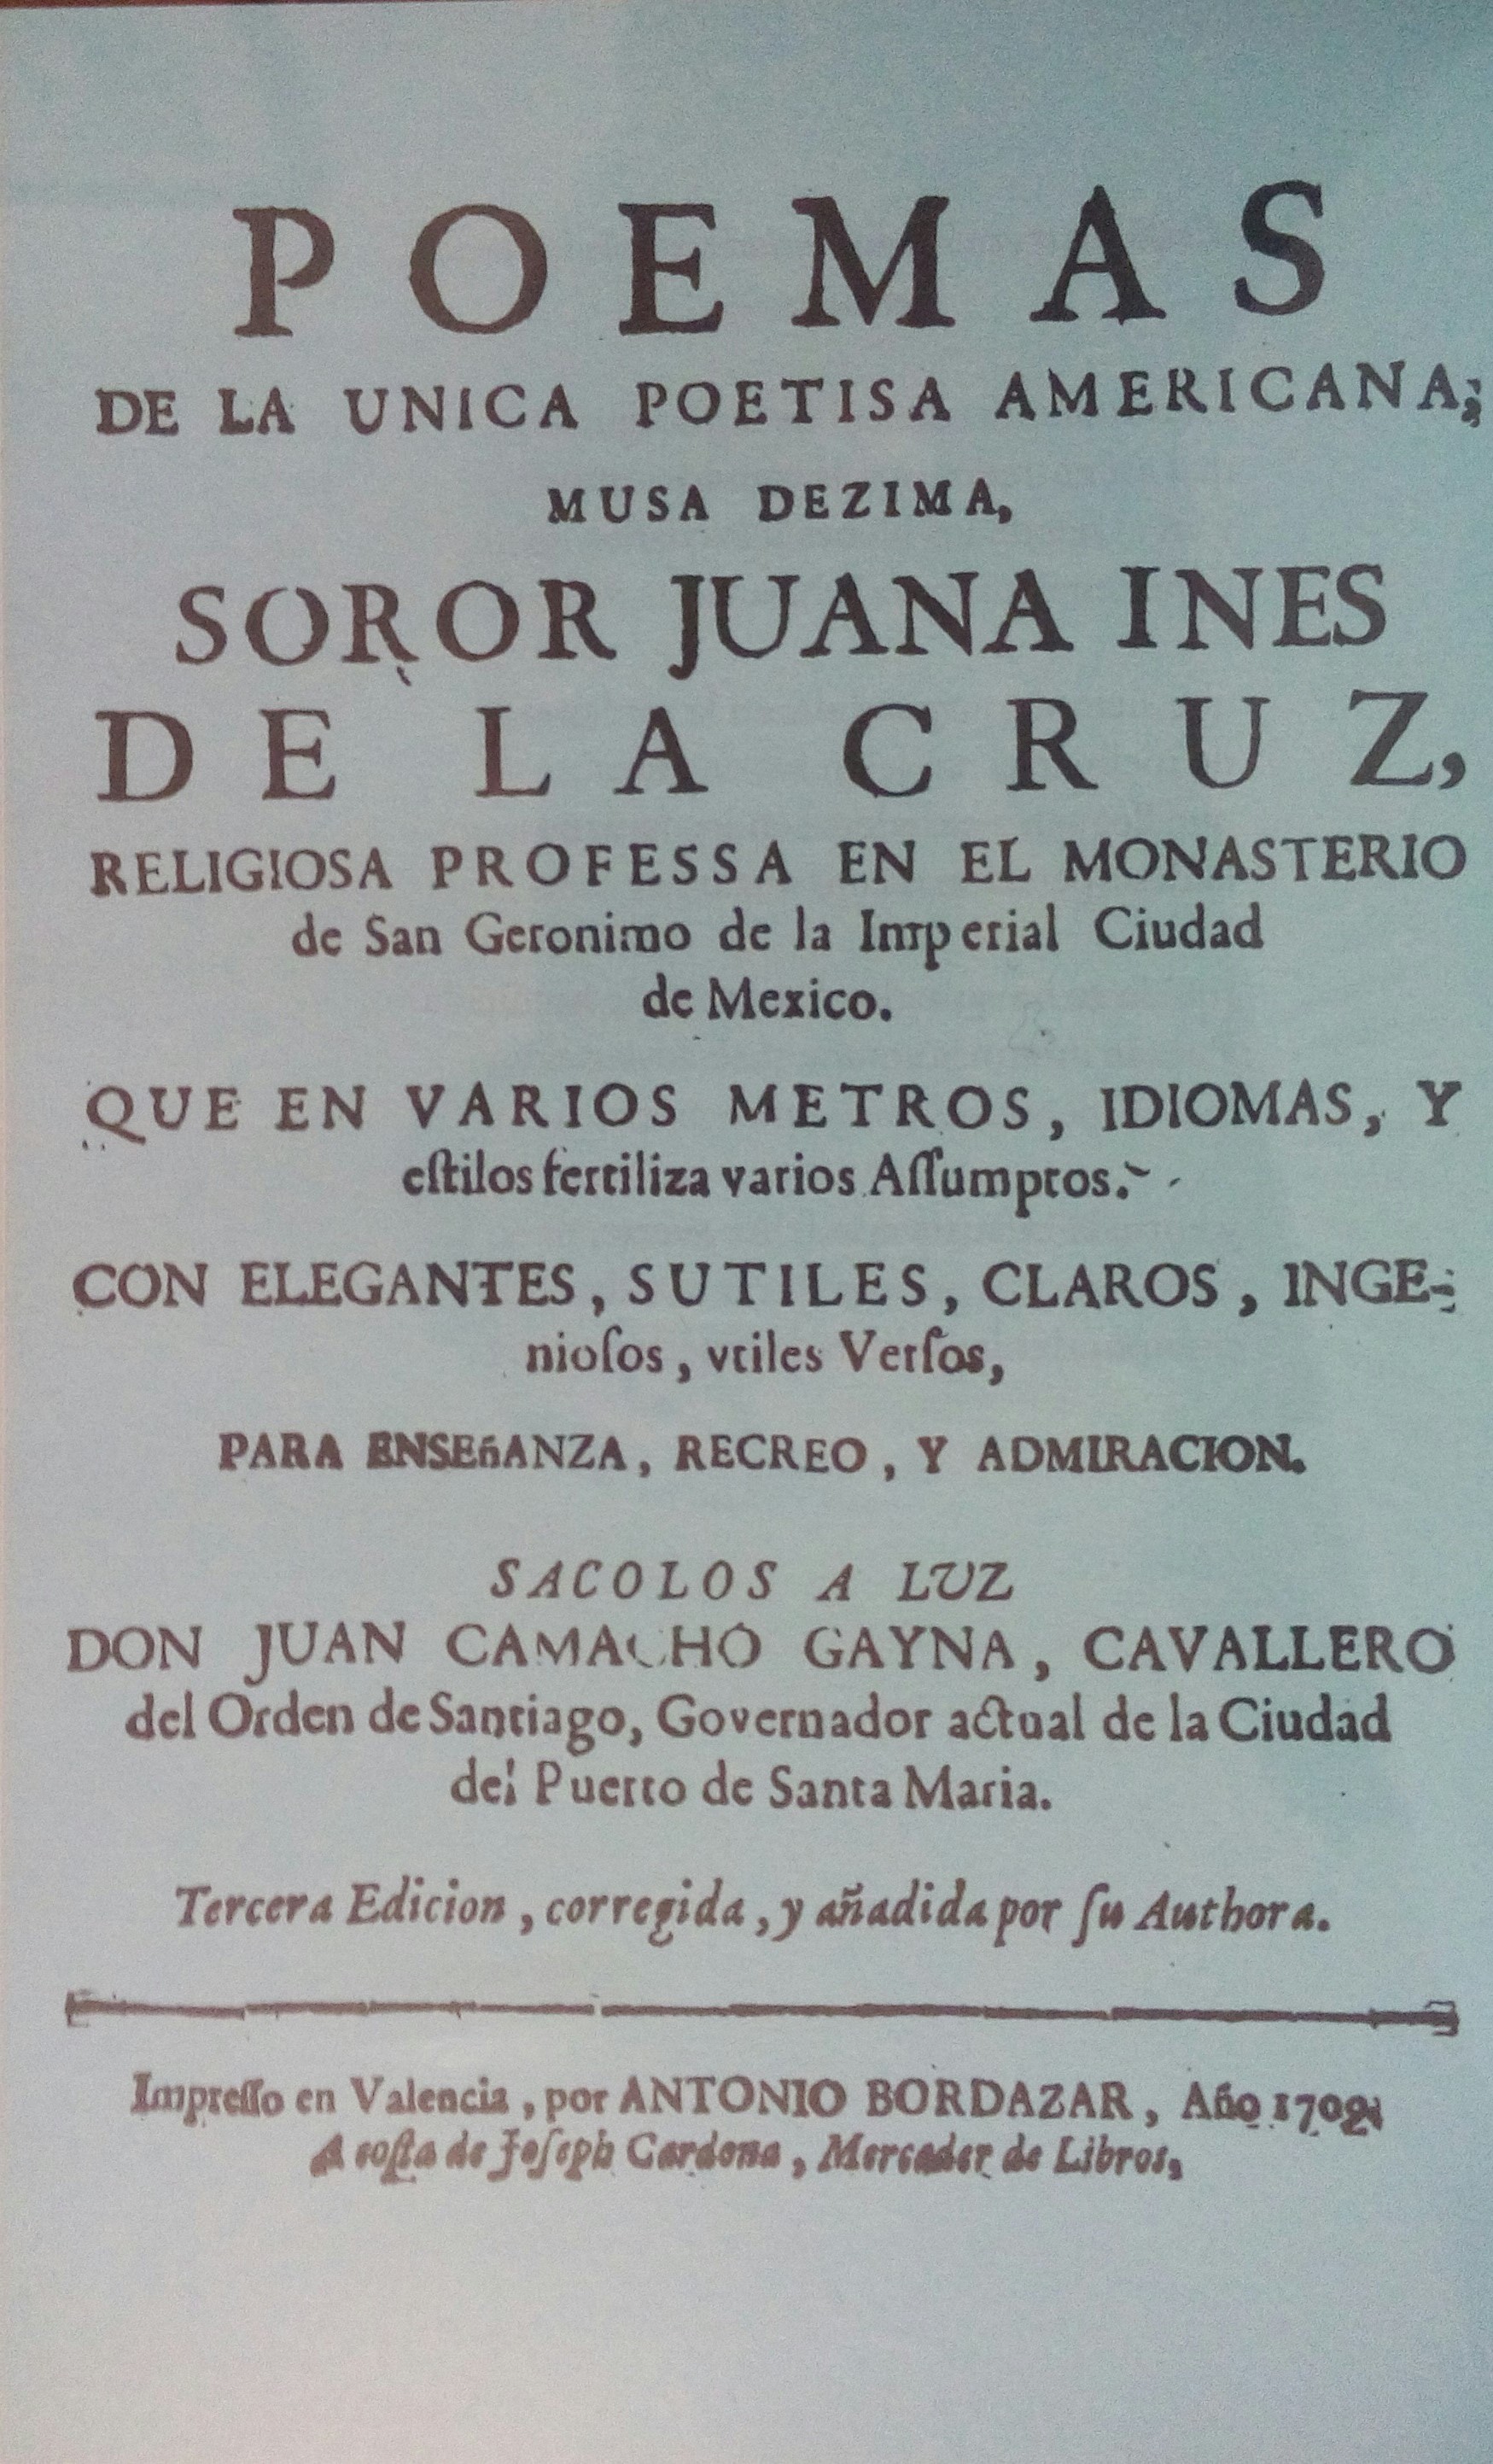 POEMAS
DE LA UNICA POETISA AMERICANA;
MUSA DEZIMA,
SOROR JUANA INES
DE LA CRUZ,
RELIGIOSA PROFESSA EN EL MONASTERIO
de San Geronimo de la Imperial Ciudad
de Mexico.
QUE EN VARIOS METROS, IDIOMAS, Y
eſtilos fertiliza varios Aſſumptos.
CON ELEGANTES, SUTILES, CLAROS, INGE-
nioſos, vtiles Verſos,
PARA ENSEñANZA, RECREO, Y ADMIRACION.
SACOLOS A LUZ
DON JUAN CAMACHO GAYNA, CAVALLERO
del Orden de Santiago, Governador actual de la Ciudad
del Puerto de Santa Maria.
Tercera Edicion, corregida, y añadida por ſu Authora.
Impreſſo en Valencia, por ANTONIO BORDAZAR, Año 1709.
A coſta de Joſeph Cardona, Mercader de Libros,